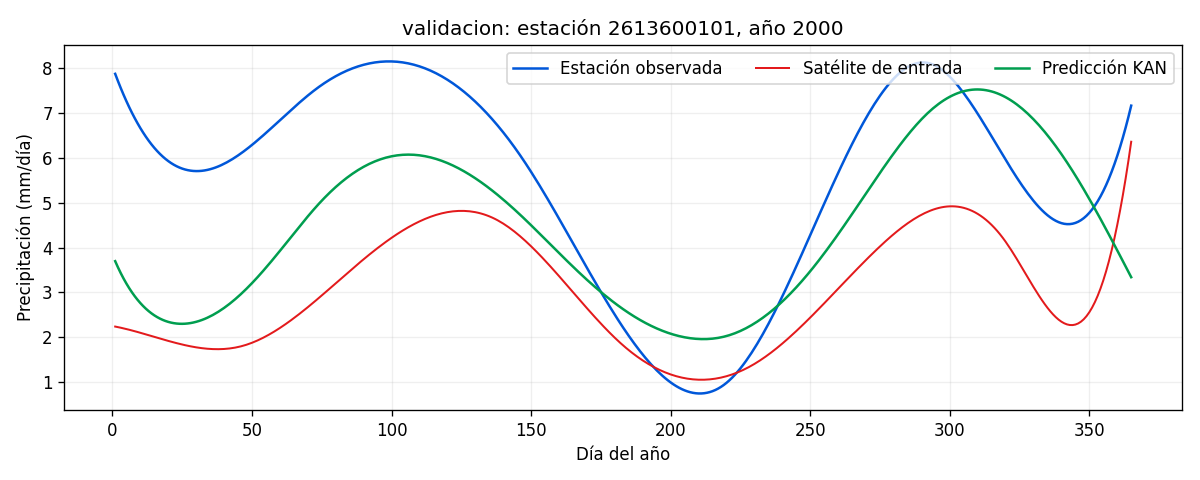 validacion: estación 2613600101, año 2000
Estación observada
Satélite de entrada
Predicción KAN
Precipitación (mm/día)
8
7
6
5
4
3
2
1
0
50
100
150
200
250
300
350
Día del año